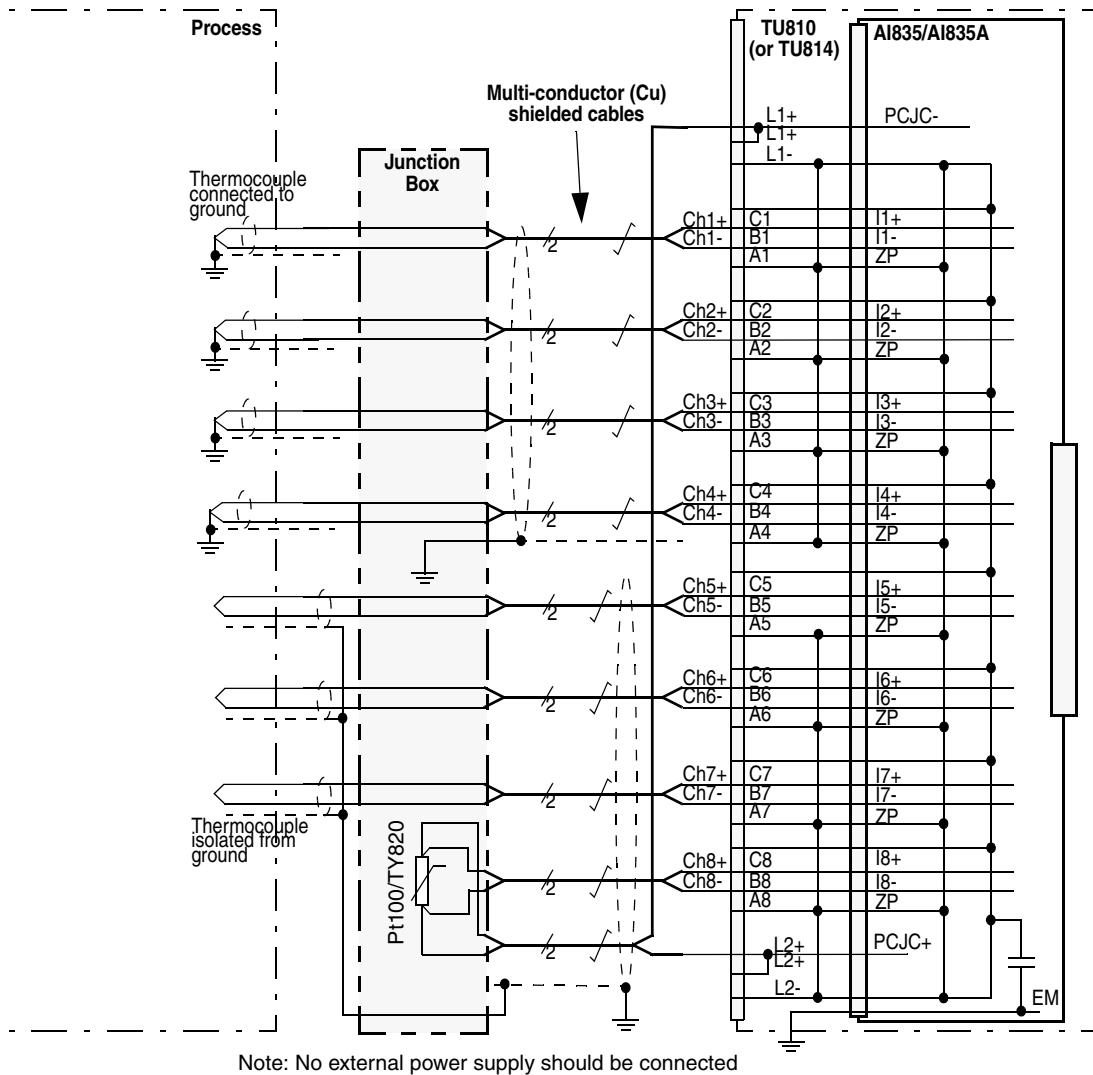 Process
TU810
(or TU814)
AI835/AI835A
Multi-conductor (Cu)
shielded cables
L1+
PCJC-
L1+
L1-
Junction
Box
Thermocouple
connected to
ground
Ch1+ C1 I1+
Ch1- B1 I1-
A1 ZP
2
Ch2+ C2 I2+
Ch2- B2 I2-
A2 ZP
2
Ch3+ C3 I3+
Ch3- B3 I3-
A3 ZP
2
Ch4+ C4 I4+
Ch4- B4 I4-
A4 ZP
2
Ch5+ C5 I5+
Ch5- B5 I5-
A5 ZP
2
Ch6+ C6 I6+
Ch6- B6 I6-
A6 ZP
2
Ch7+ C7 I7+
Ch7- B7 I7-
A7 ZP
2
Thermocouple
isolated from
ground
Pt100/TY820
Ch8+ C8 I8+
Ch8- B8 I8-
A8 ZP
2
L2+
PCJC+
L2+
2
L2-
EM
Note: No external power supply should be connected